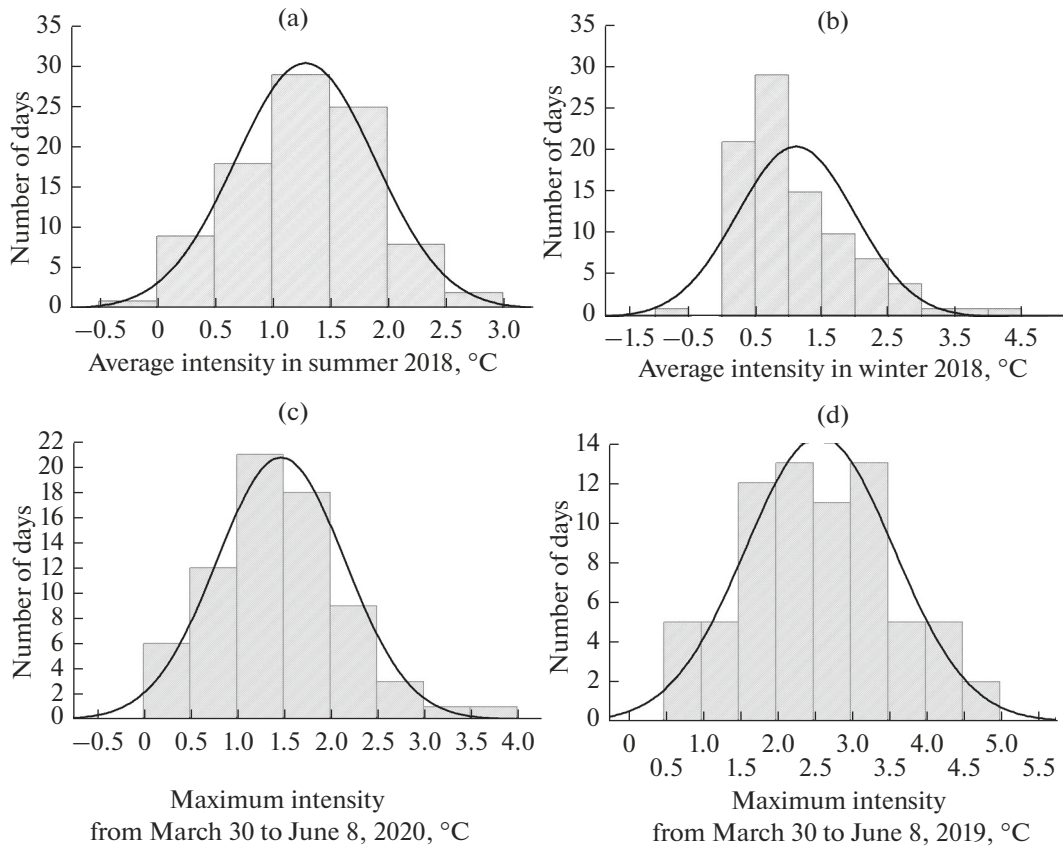 (a)
35
30
25
20
15
10
5
0
Number of days
−0.5 0 0.5 1.0 1.5 2.0 2.5 3.0
Average intensity in summer 2018, °C
(b)
35
30
25
20
15
10
5
0
Number of days
−1.5 −0.5 0.5 1.5 2.5 3.5 4.5
Average intensity in winter 2018, °C
(c)
22
20
18
16
14
12
10
8
6
4
2
0
Number of days
−0.5 0 0.5 1.0 1.5 2.0 2.5 3.0 3.5 4.0
Maximum intensity
from March 30 to June 8, 2020, °C
(d)
14
12
10
8
6
4
2
0
Number of days
0 1.0 2.0 3.0 4.0 5.0
0.5 1.5 2.5 3.5 4.5 5.5
Maximum intensity
from March 30 to June 8, 2019, °C